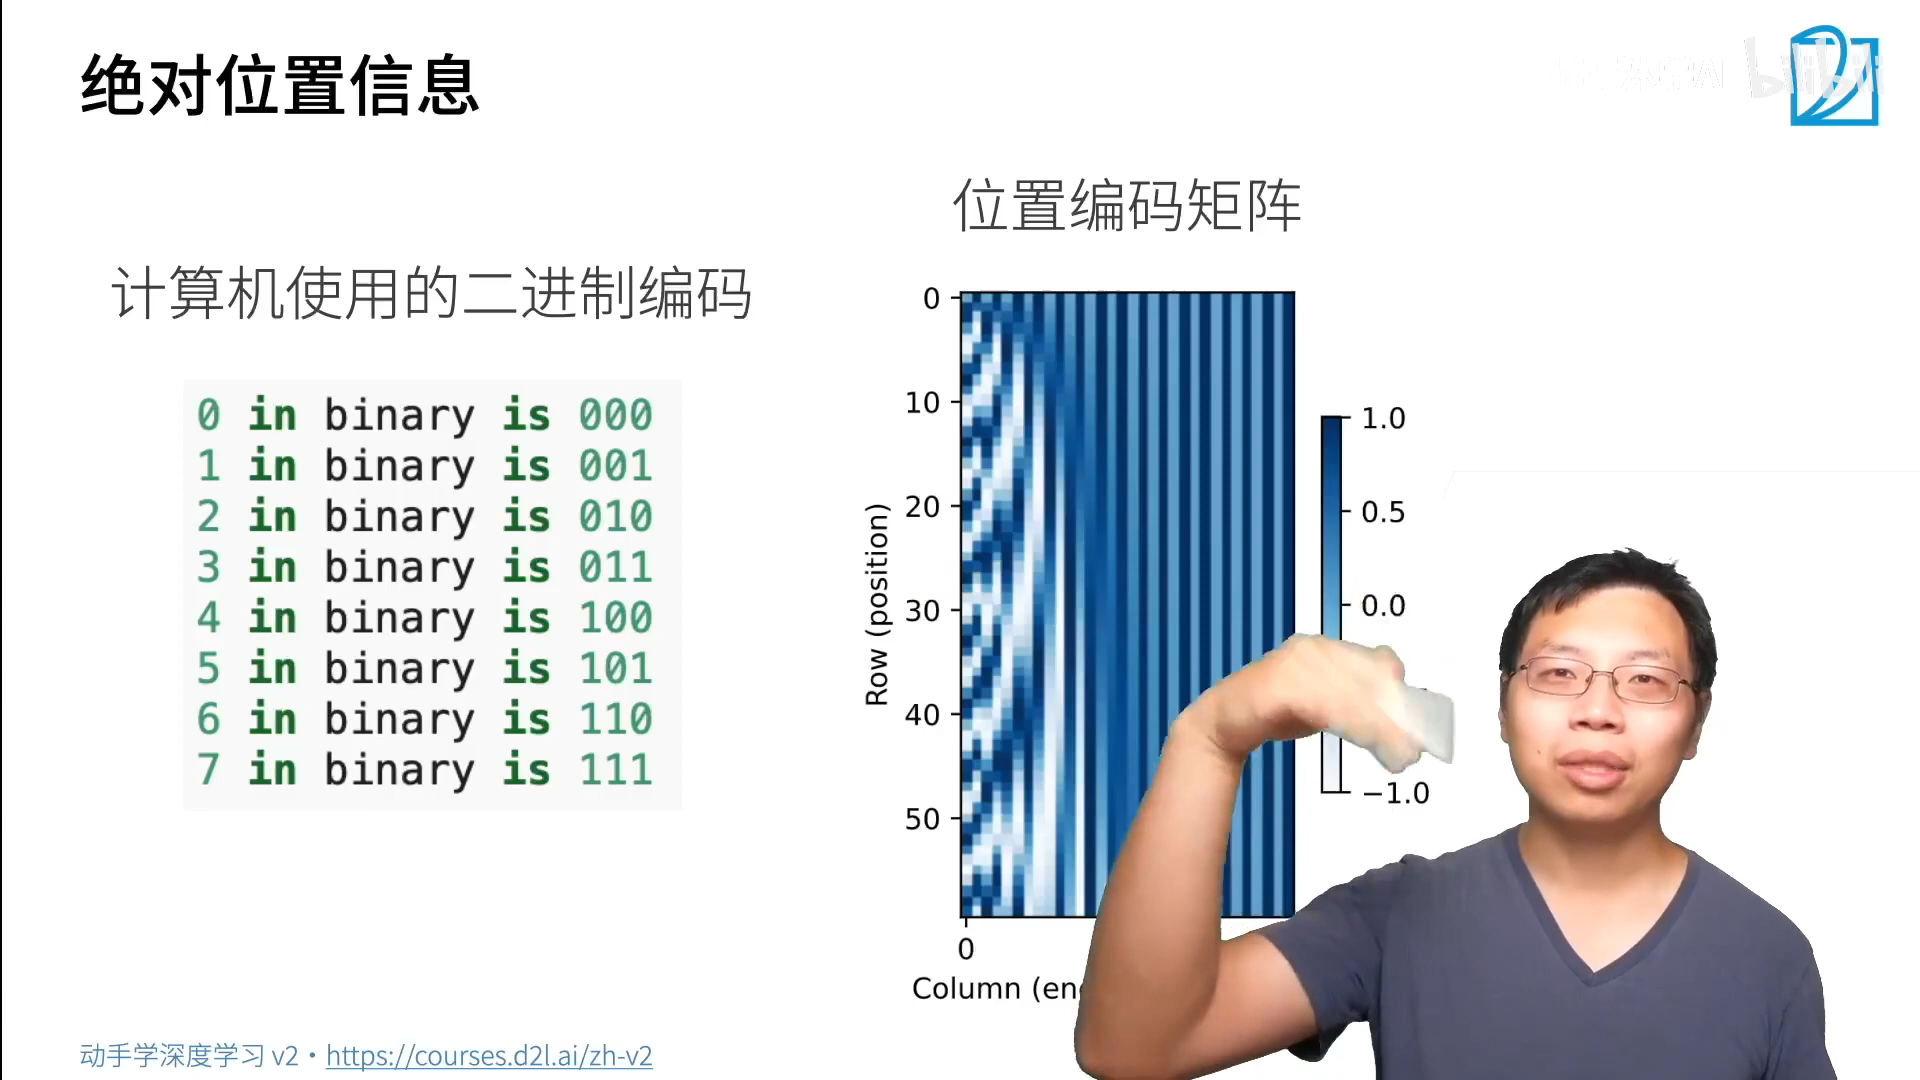 绝对位置信息
bilibili
位置编码矩阵
计算机使用的二进制编码
0 in binary is 000
1 in binary is 001
2 in binary is 010
3 in binary is 011
4 in binary is 100
5 in binary is 101
6 in binary is 110
7 in binary is 111
0
10
20
30
40
50
Row (position)
1.0
0.5
0.0
−1.0
0
Column (en
动手学深度学习 v2 • https://courses.d2l.ai/zh-v2